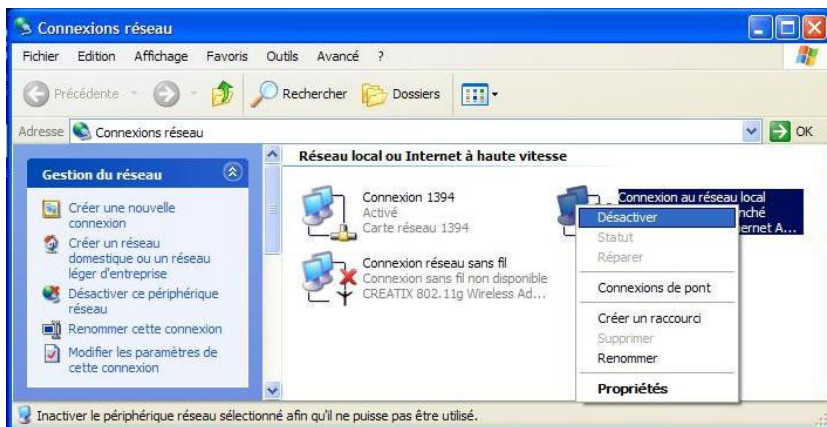 Connexions réseau
Fichier Edition Affichage Favoris Outils Avancé ?
Précédente Rechercher Dossiers
Adresse Connexions réseau OK
Gestion du réseau
Créer une nouvelle
connexion
Créer un réseau
domestique ou un réseau
léger d'entreprise
Désactiver ce périphérique
réseau
Renommer cette connexion
Modifier les paramètres de
cette connexion
Réseau local ou Internet à haute vitesse
Connexion 1394
Activé
Carte réseau 1394
Connexion au réseau local
nché
ernet A...
Connexion réseau sans fil
Connexion sans fil non disponible
CREATIX 802.11g Wireless Ad...
Désactiver
Statut
Réparer
Connexions de pont
Créer un raccourci
Supprimer
Renommer
Propriétés
Inactiver le périphérique réseau sélectionné afin qu'il ne puisse pas être utilisé.